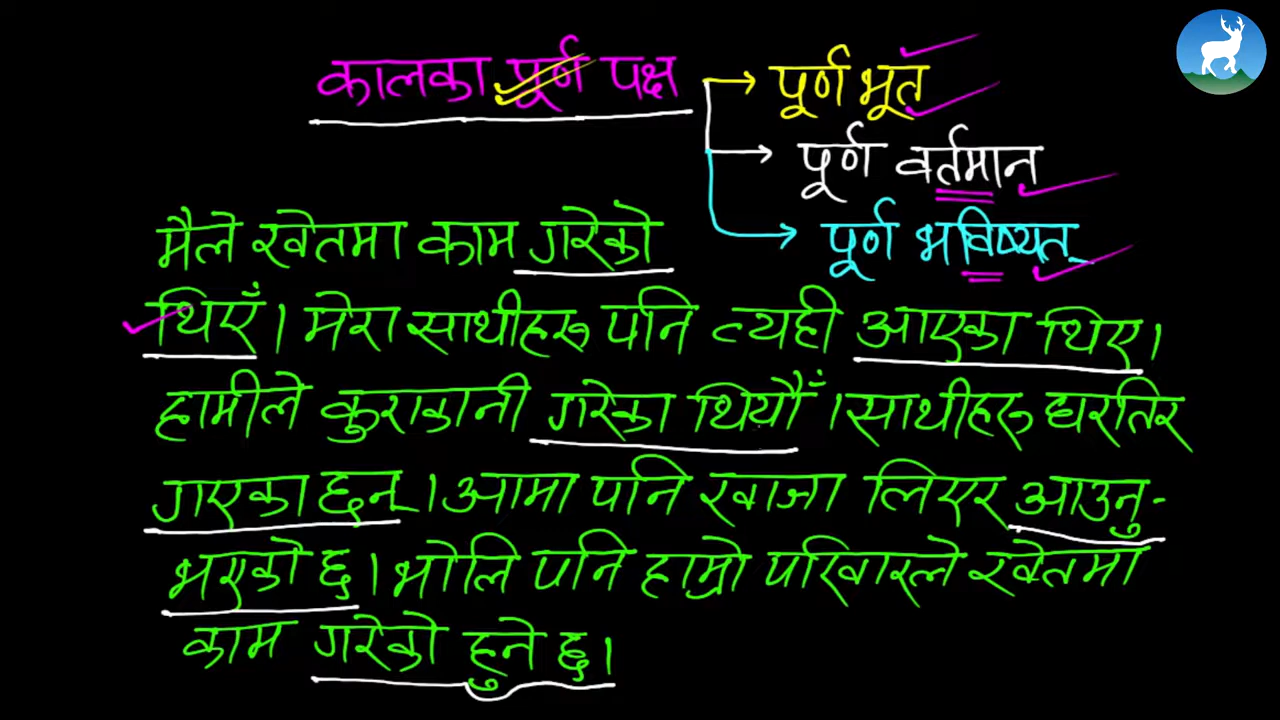 कालका पूर्ण पक्ष
पूर्ण भूत
पूर्ण वर्तमान
पूर्ण भविष्यत्
मैले खेतमा काम गरेको
थिएँ। मेरा साथीहरू पनि त्यही आएका थिए।
हामीले कुराकानी गरेका थियौँ। साथीहरू घरतिर
गएका छन्। आमा पनि खाजा लिएर आउनु-
भएको छ। भोलि पनि हाम्रो परिवारले खेतमा
काम गरेको हुने छ।